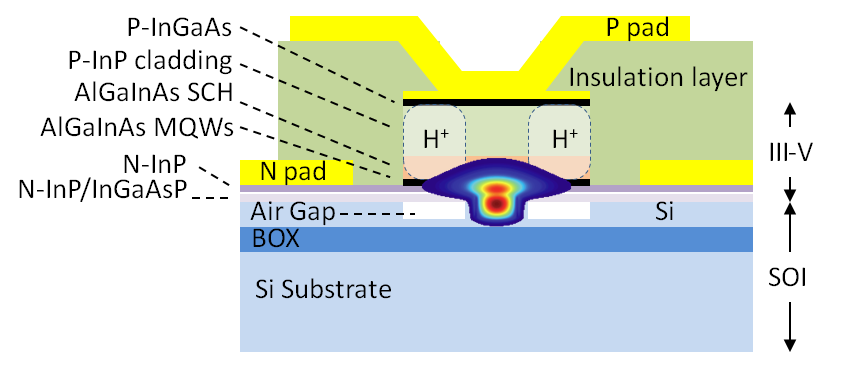 P-InGaAs
P pad
P-InP cladding
Insulation layer
AlGaInAs SCH
AlGaInAs MQWs
H⁺
H⁺
III-V
N-InP
N pad
N-InP/InGaAsP
Air Gap
Si
BOX
SOI
Si Substrate